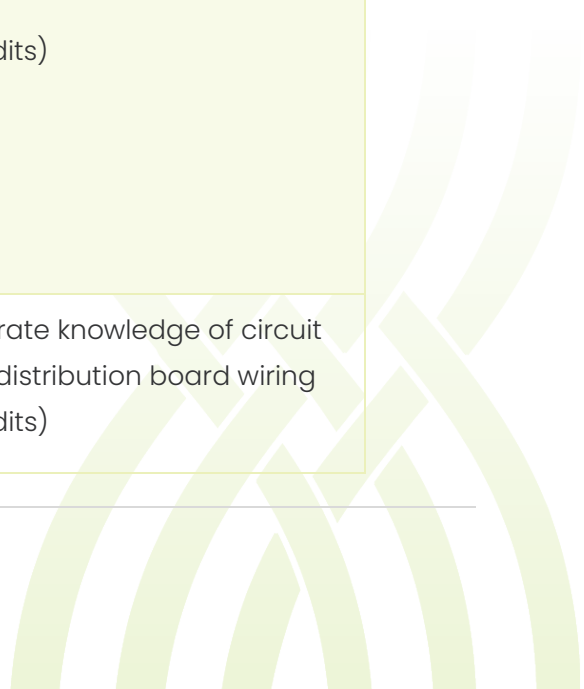 dits)
rate knowledge of circuit
distribution board wiring
dits)